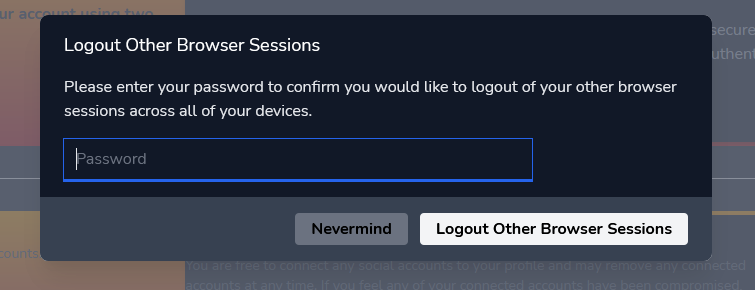 ur account using two
Logout Other Browser Sessions
secure
Please enter your password to confirm you would like to logout of your other browser
sessions across all of your devices.
Password
Nevermind
Logout Other Browser Sessions
You are free to connect any social accounts to your profile and may remove any connected
accounts at any time. If you feel any of your connected accounts have been compromised